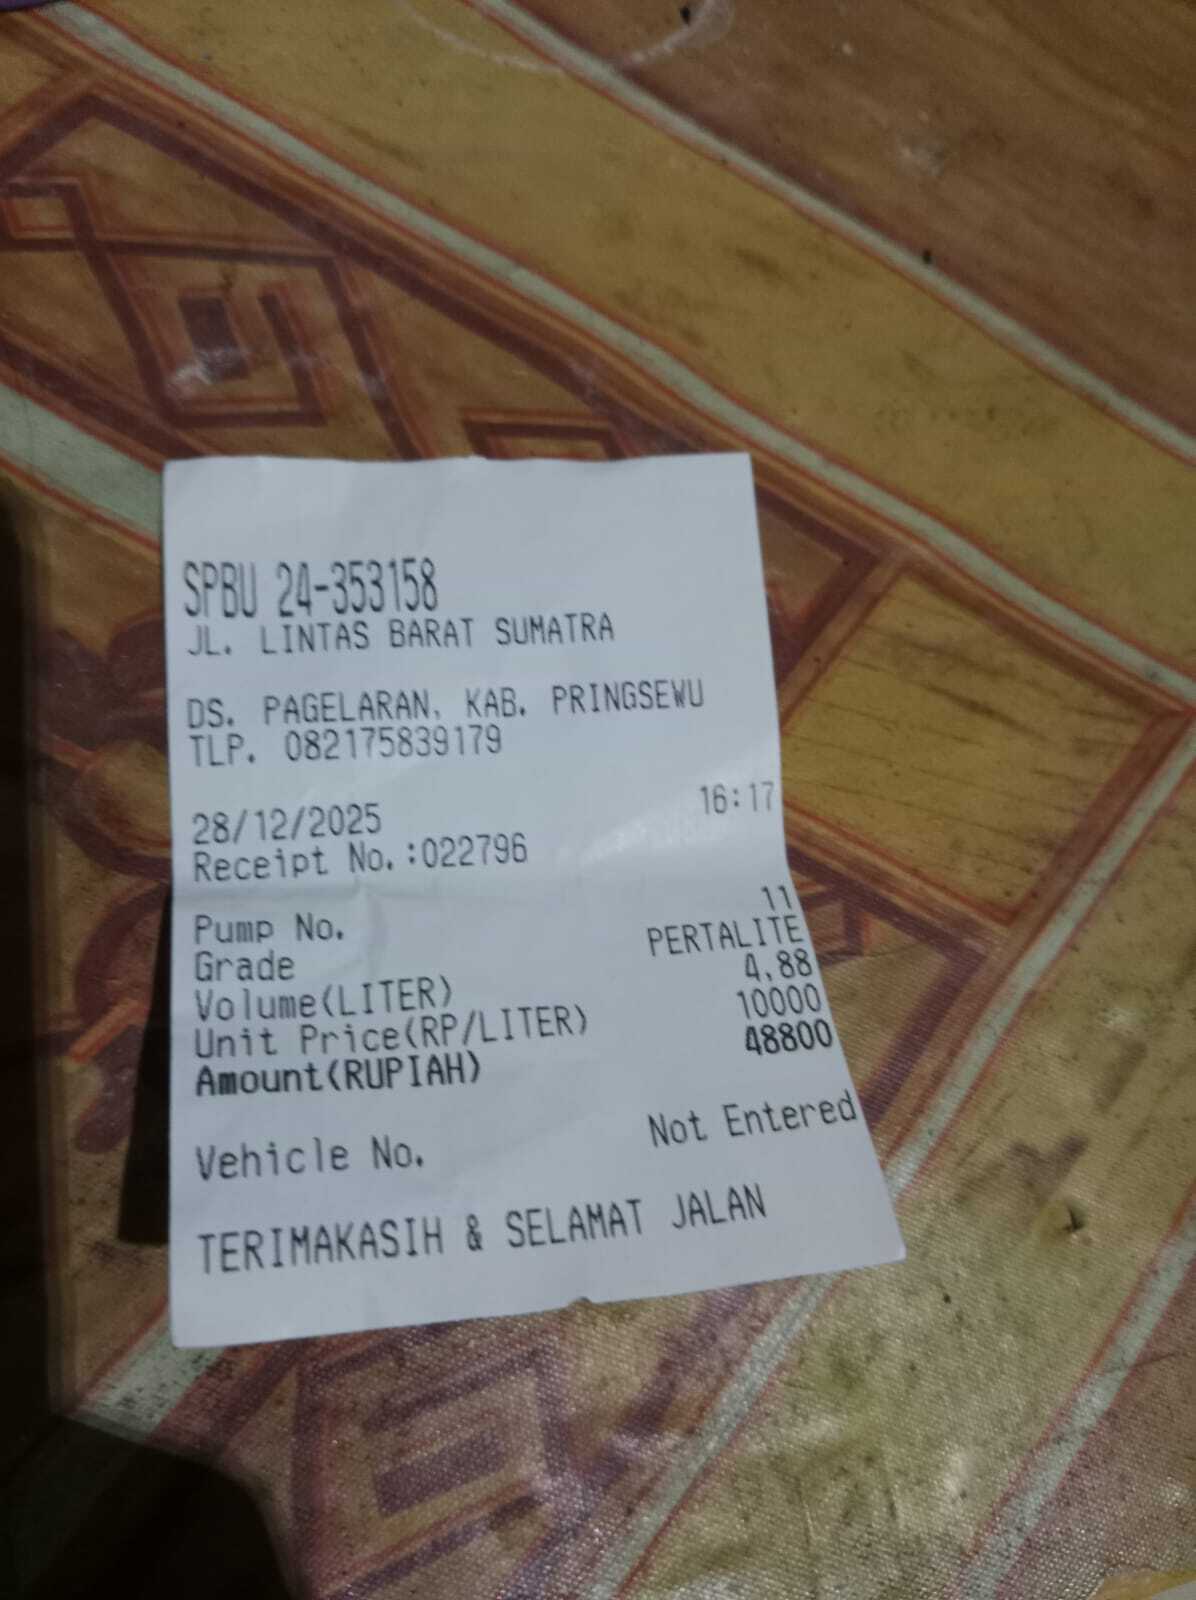 SPBU 24-353158
JL. LINTAS BARAT SUMATRA
DS. PAGELARAN, KAB. PRINGSEWU
TLP. 082175839179
28/12/2025 16:17
Receipt No.:022796
Pump No. 11
Grade PERTALITE
Volume(LITER) 4.88
Unit Price(RP/LITER) 10000
Amount(RUPIAH) 48800
Vehicle No. Not Entered
TERIMAKASIH & SELAMAT JALAN